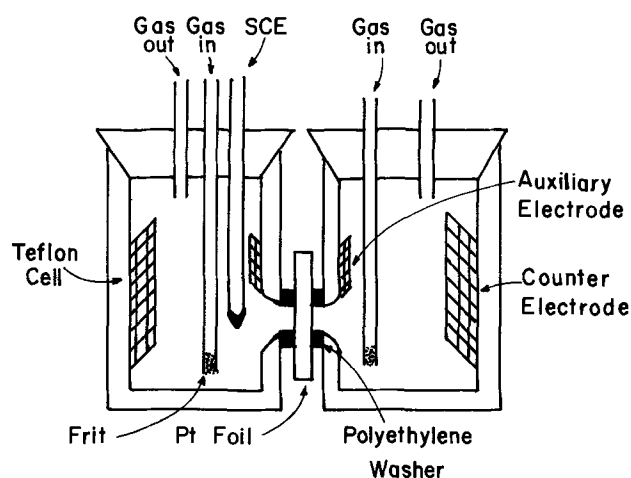 Gas
out
Gas
in
SCE
Gas
in
Gas
out
Auxiliary
Electrode
Teflon
Cell
Counter
Electrode
Frit
Pt Foil
Polyethylene
Washer